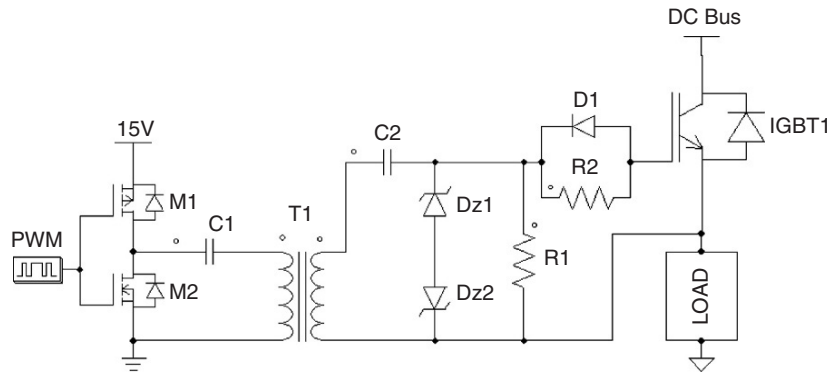 DC Bus
D1
IGBT1
15V
C2
R2
M1
C1
T1
Dz1
PWM
R1
M2
Dz2
LOAD